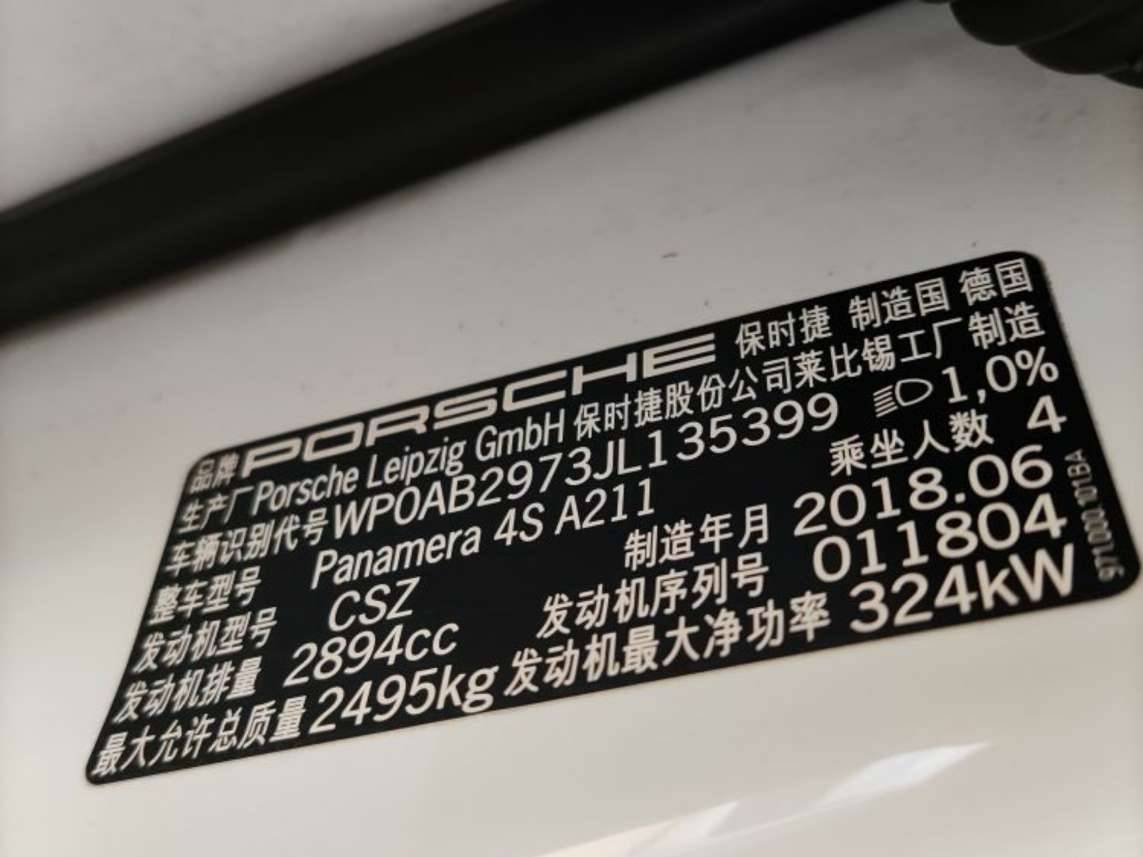 品牌 PORSCHE 保时捷 制造国 德国
生产厂 Porsche Leipzig GmbH 保时捷股份公司莱比锡工厂 制造
车辆识别代号 WP0AB2973JL135399 1,0%
整车型号 Panamera 4S A211 乘坐人数 4
发动机型号 CSZ 制造年月 2018.06
发动机排量 2894cc 发动机序列号 011804
最大允许总质量 2495kg 发动机最大净功率 324kW